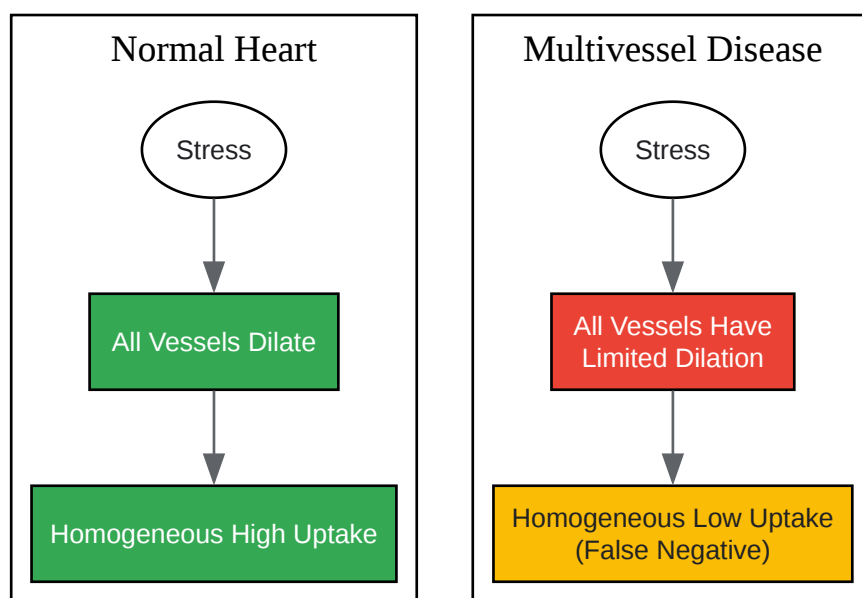 Normal Heart
Stress
All Vessels Dilate
Homogeneous High Uptake
Multivessel Disease
Stress
All Vessels Have
Limited Dilation
Homogeneous Low Uptake
(False Negative)